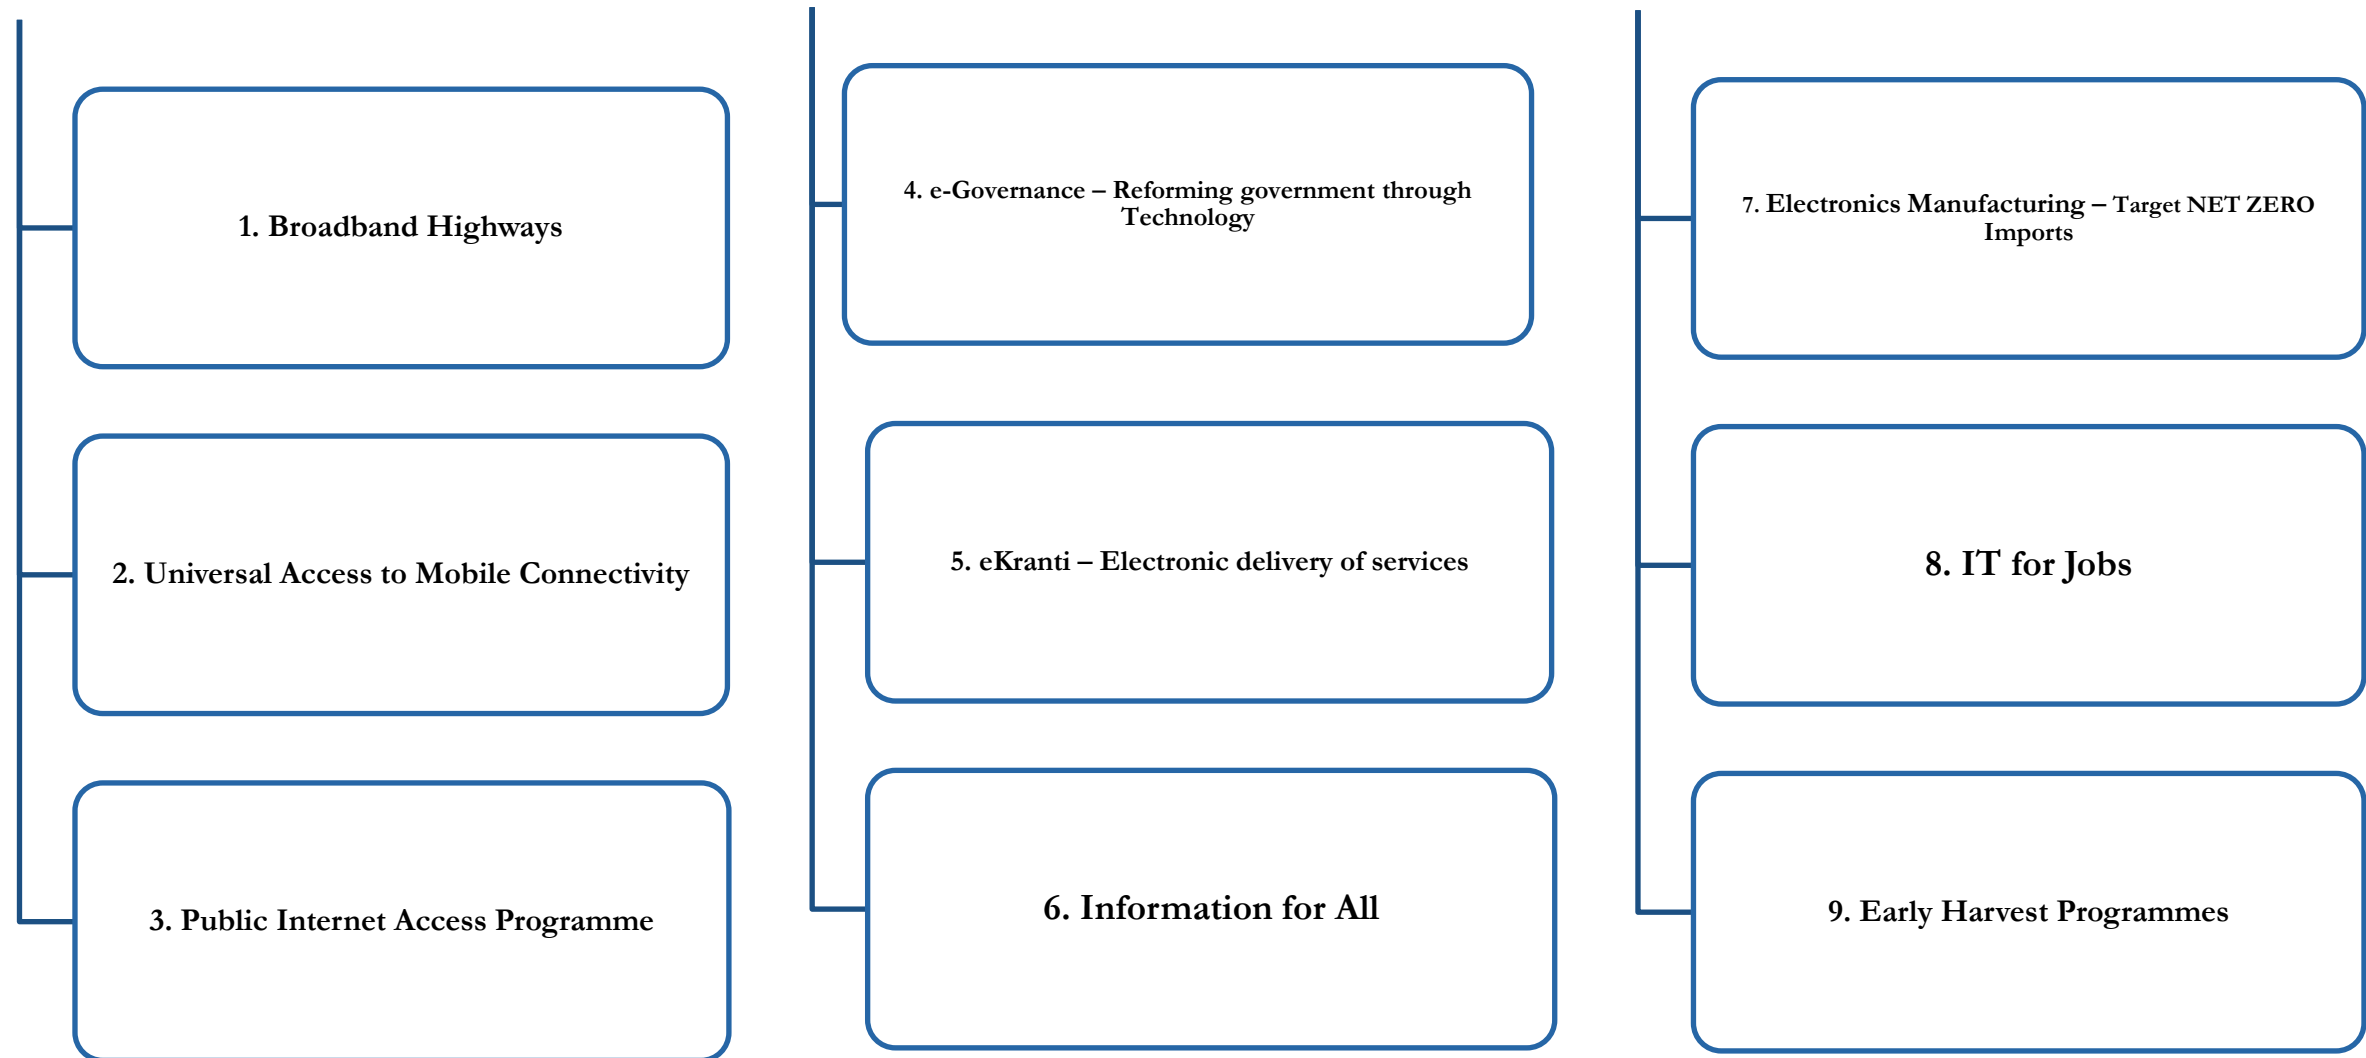 1. Broadband Highways
2. Universal Access to Mobile Connectivity
3. Public Internet Access Programme
4. e-Governance – Reforming government through
Technology
5. eKranti – Electronic delivery of services
6. Information for All
7. Electronics Manufacturing – Target NET ZERO
Imports
8. IT for Jobs
9. Early Harvest Programmes